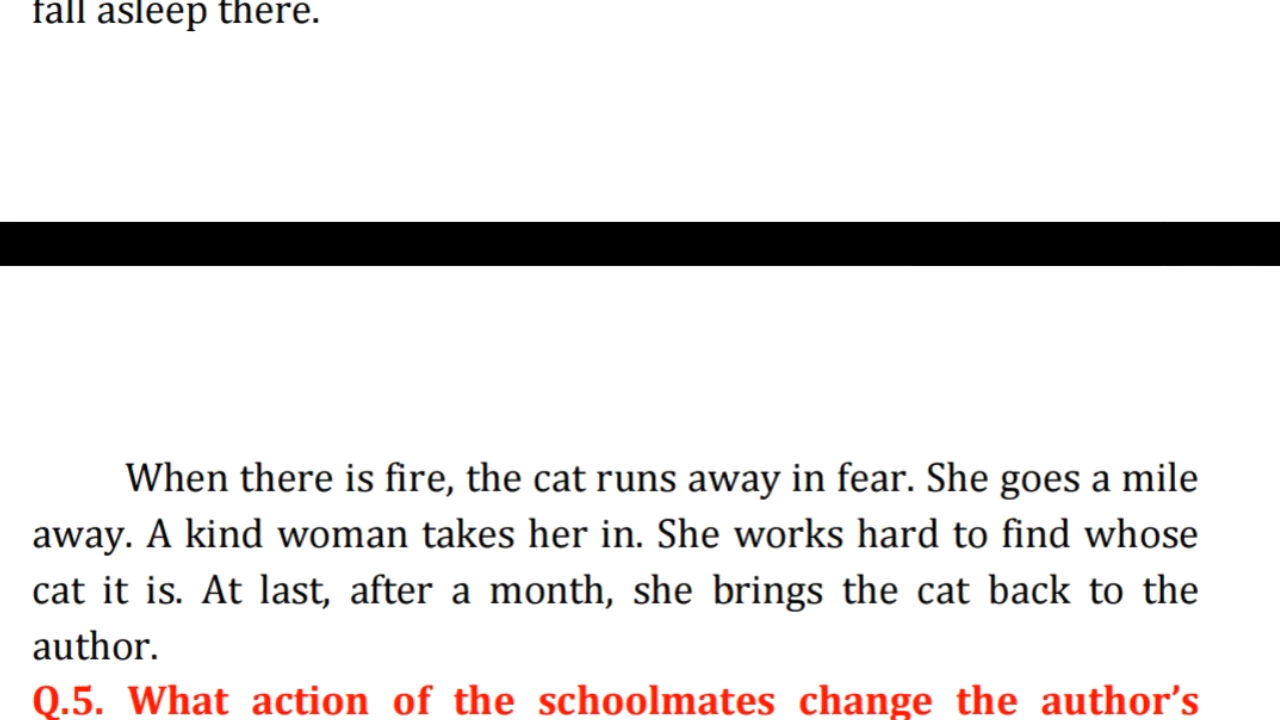 fall asleep there.
When there is fire, the cat runs away in fear. She goes a mile
away. A kind woman takes her in. She works hard to find whose
cat it is. At last, after a month, she brings the cat back to the
author.
Q.5. What action of the schoolmates change the author’s